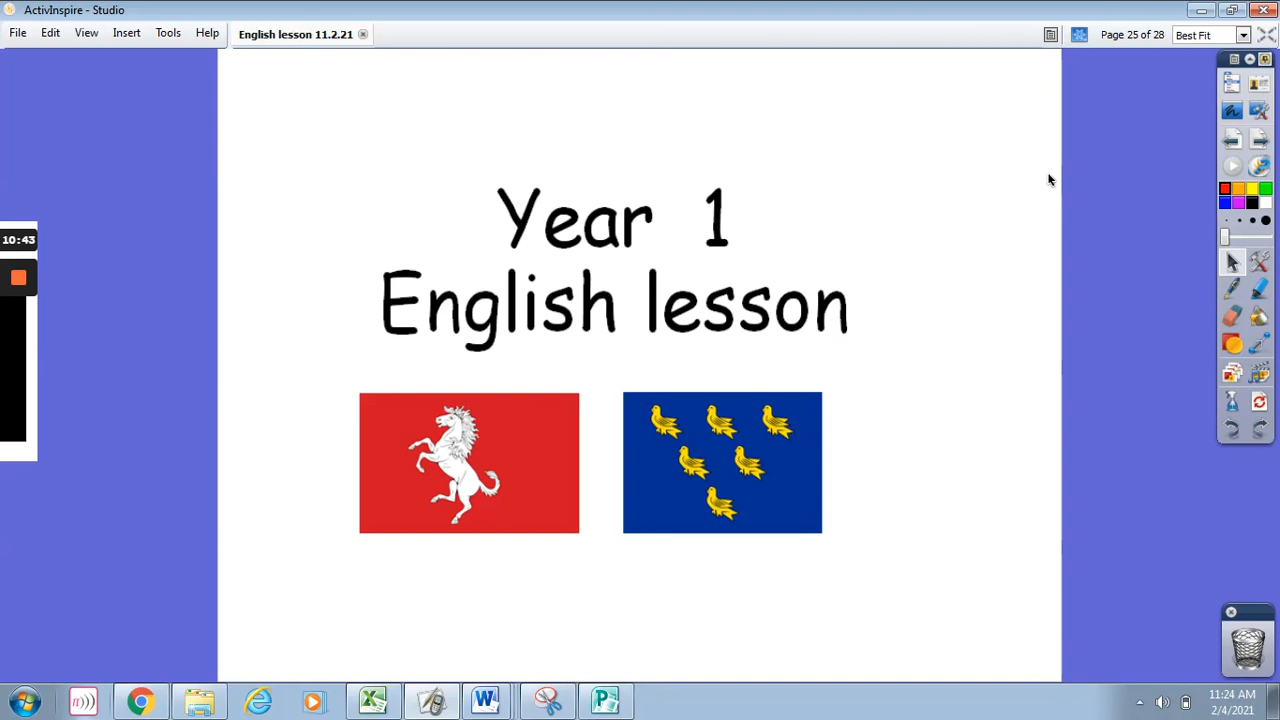 ActivInspire - Studio
File Edit View Insert Tools Help
English lesson 11.2.21
Page 25 of 28
Best Fit
10:43
Year 1
English lesson
11:24 AM
2/4/2021